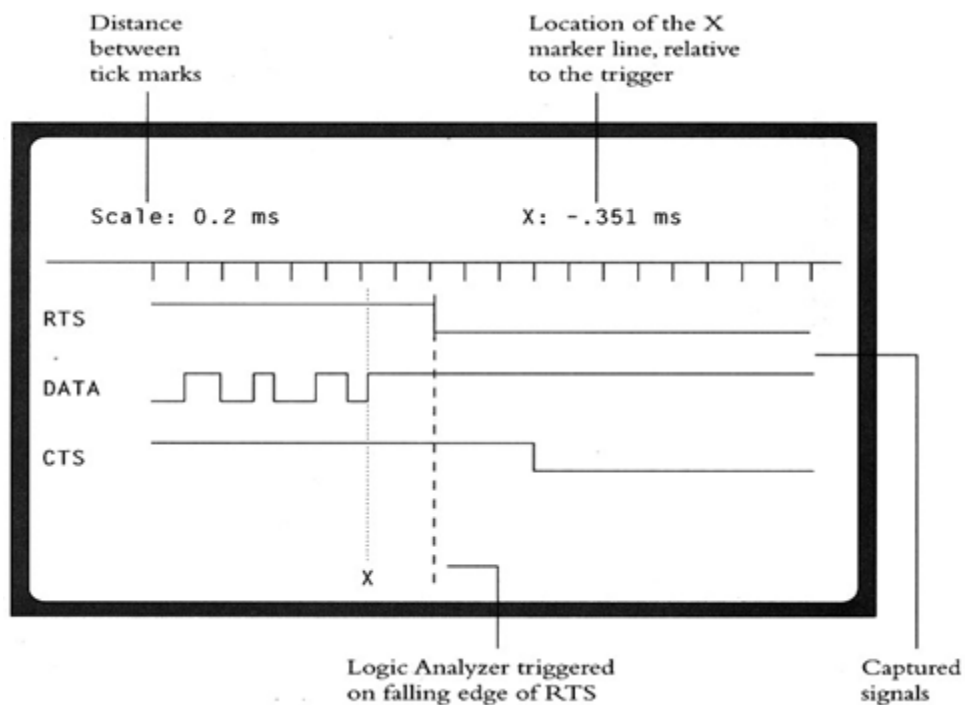 Distance
between
tick marks
Location of the X
marker line, relative
to the trigger
Scale: 0.2 ms
X: -.351 ms
RTS
DATA
CTS
X
Logic Analyzer triggered
on falling edge of RTS
Captured
signals